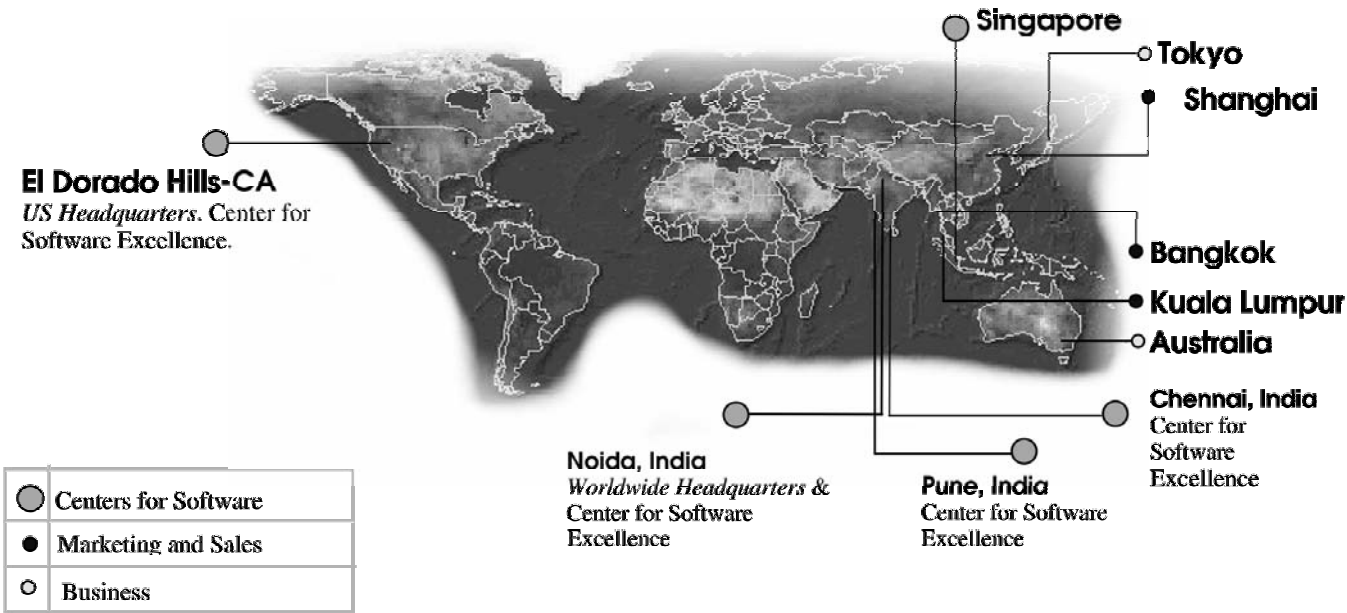 Singapore
Tokyo
Shanghai
El Dorado Hills-CA
US Headquarters. Center for
Software Excellence.
Bangkok
Kuala Lumpur
Australia
Chennai, India
Center for
Software
Excellence
Noida, India
Worldwide Headquarters &
Center for Software
Excellence
Pune, India
Center for Software
Excellence
Centers for Software
Marketing and Sales
Business